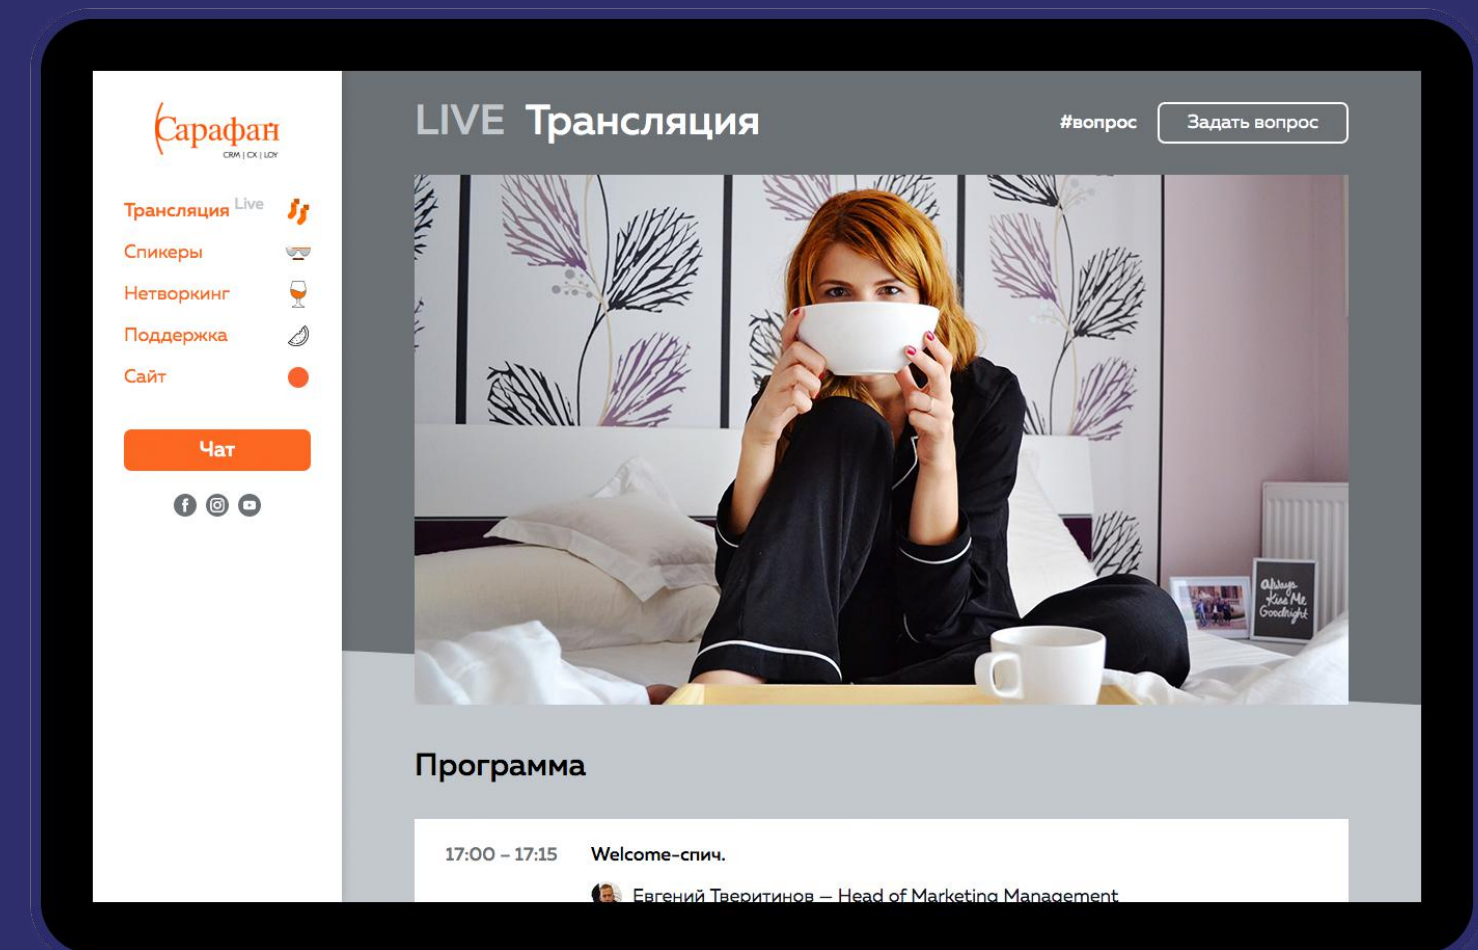 Сарафан
CRM | CX | LOY
Трансляция Live
Спикеры
Нетворкинг
Поддержка
Сайт
Чат
LIVE Трансляция
#вопрос
Задать вопрос
Always
Kiss Me
Goodnight
Программа
17:00 – 17:15 Welcome-спич.
Евгений Тверитинов — Head of Marketing Management